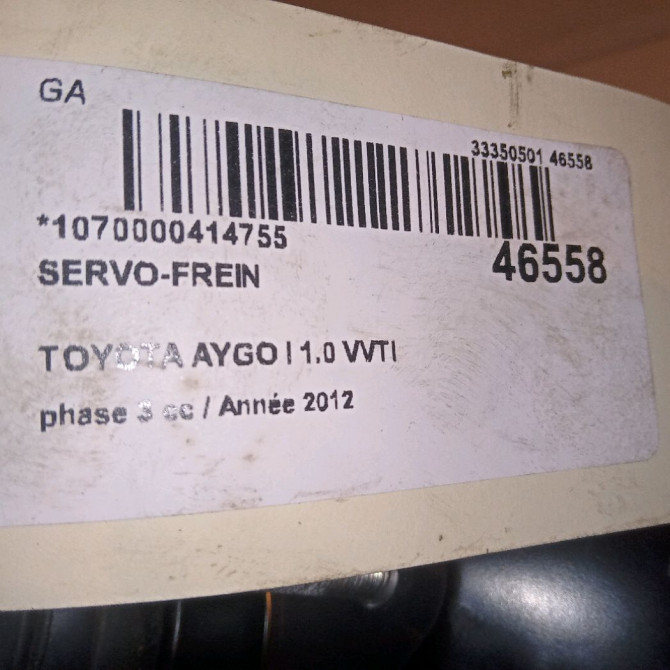 GA
33350501 46558
*1070000414755
46558
SERVO-FREIN
TOYOTA AYGO I 1.0 VVTI
phase 3 cc / Année 2012